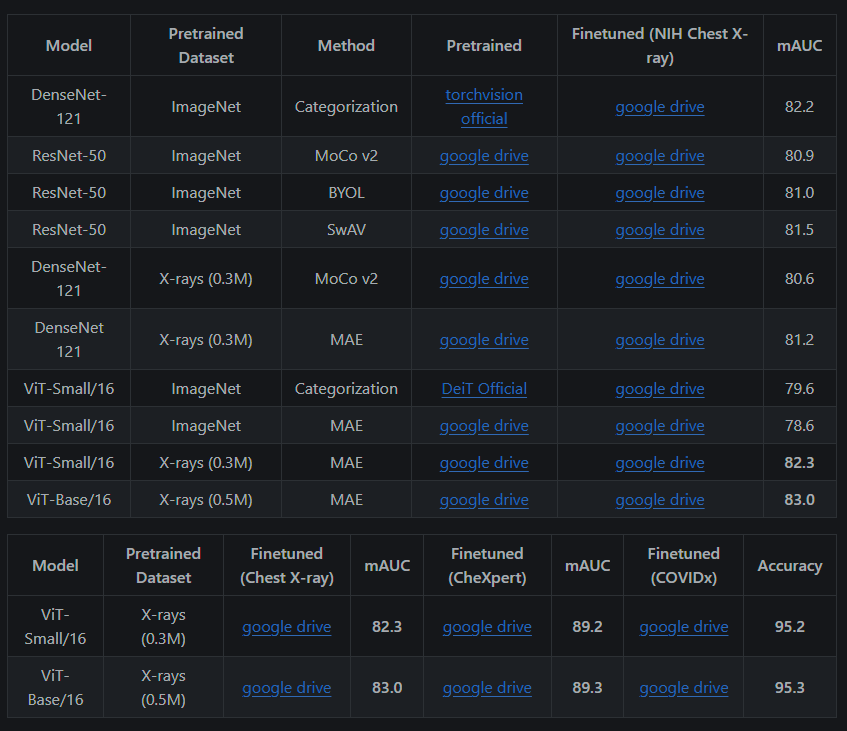 Model Pretrained Dataset Method Pretrained Finetuned (NIH Chest X-ray) mAUC
DenseNet-121 ImageNet Categorization torchvision official google drive 82.2
ResNet-50 ImageNet MoCo v2 google drive google drive 80.9
ResNet-50 ImageNet BYOL google drive google drive 81.0
ResNet-50 ImageNet SwAV google drive google drive 81.5
DenseNet-121 X-rays (0.3M) MoCo v2 google drive google drive 80.6
DenseNet 121 X-rays (0.3M) MAE google drive google drive 81.2
ViT-Small/16 ImageNet Categorization DeiT Official google drive 79.6
ViT-Small/16 ImageNet MAE google drive google drive 78.6
ViT-Small/16 X-rays (0.3M) MAE google drive google drive 82.3
ViT-Base/16 X-rays (0.5M) MAE google drive google drive 83.0
Model Pretrained Dataset Finetuned (Chest X-ray) mAUC Finetuned (CheXpert) mAUC Finetuned (COVIDx) Accuracy
ViT-Small/16 X-rays (0.3M) google drive 82.3 google drive 89.2 google drive 95.2
ViT-Base/16 X-rays (0.5M) google drive 83.0 google drive 89.3 google drive 95.3